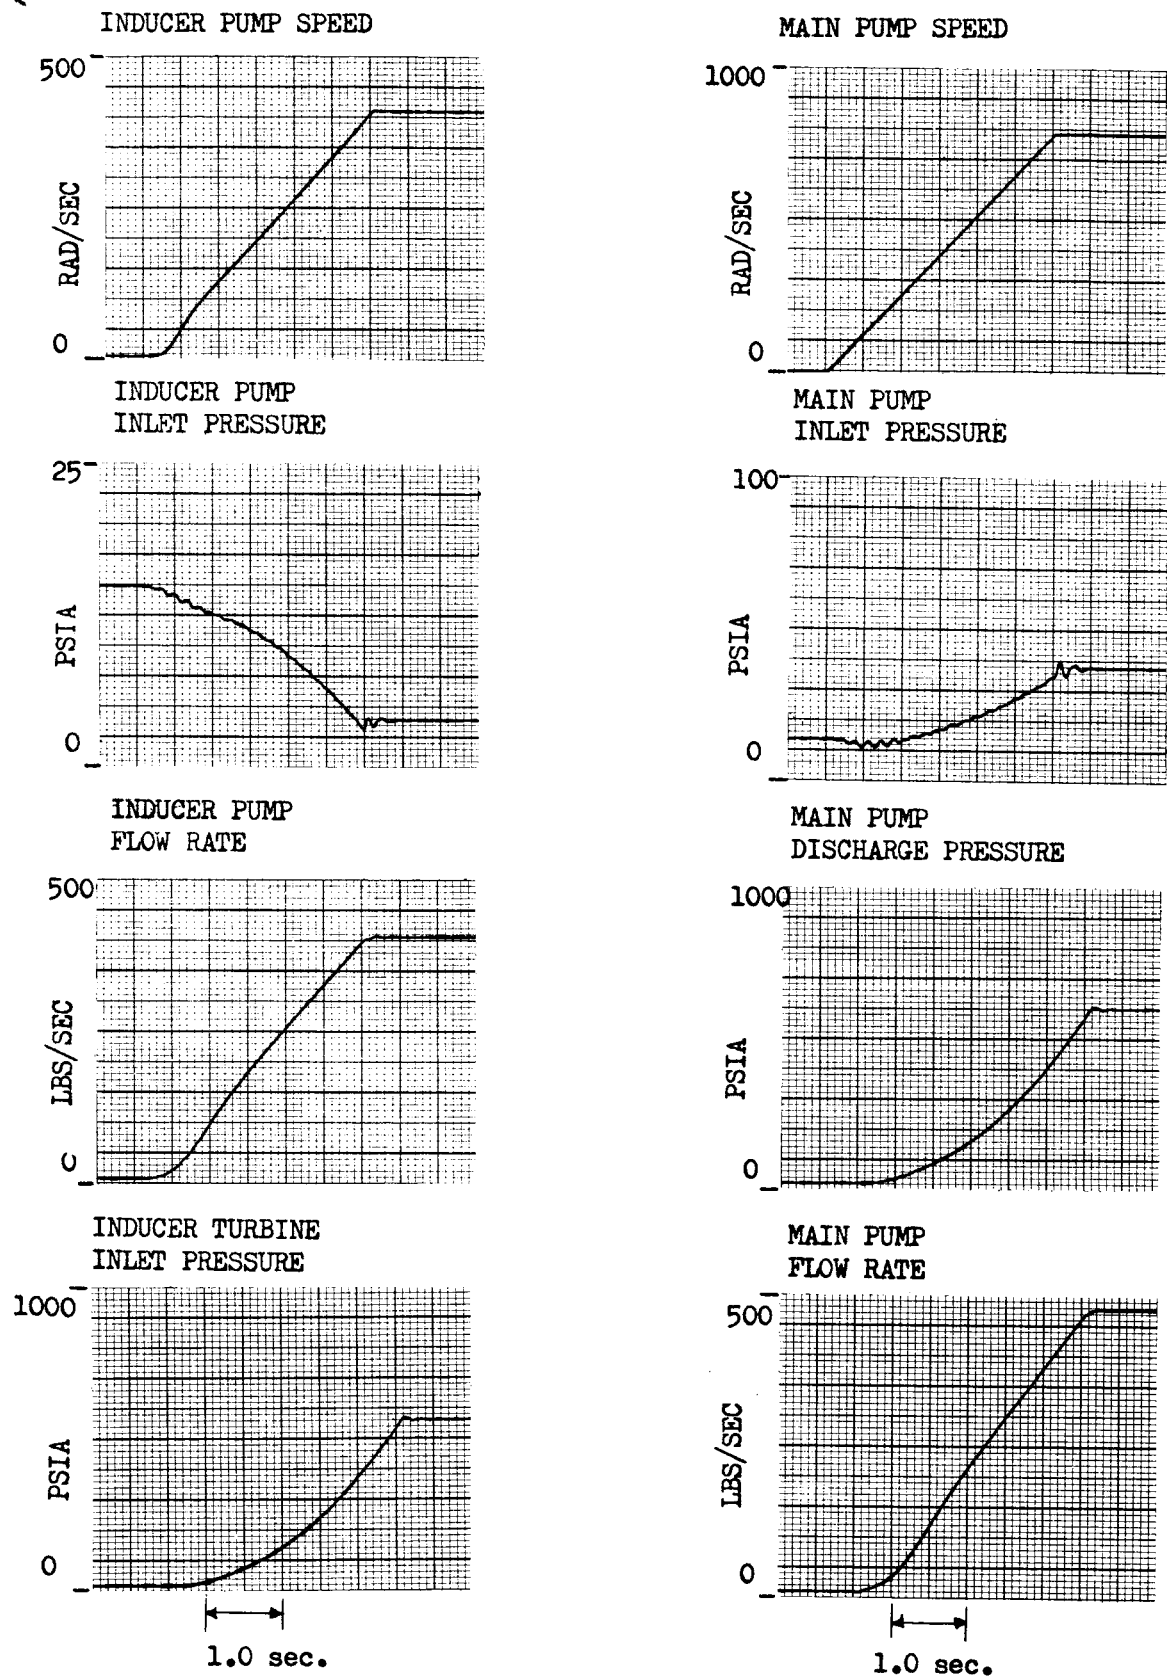 INDUCER PUMP SPEED
500
RAD/SEC
0
INDUCER PUMP
INLET PRESSURE
25
PSIA
0
INDUCER PUMP
FLOW RATE
500
LBS/SEC
C
INDUCER TURBINE
INLET PRESSURE
1000
PSIA
0
1.0 sec.
MAIN PUMP SPEED
1000
RAD/SEC
0
MAIN PUMP
INLET PRESSURE
100
PSIA
0
MAIN PUMP
DISCHARGE PRESSURE
1000
PSIA
0
MAIN PUMP
FLOW RATE
500
LBS/SEC
0
1.0 sec.